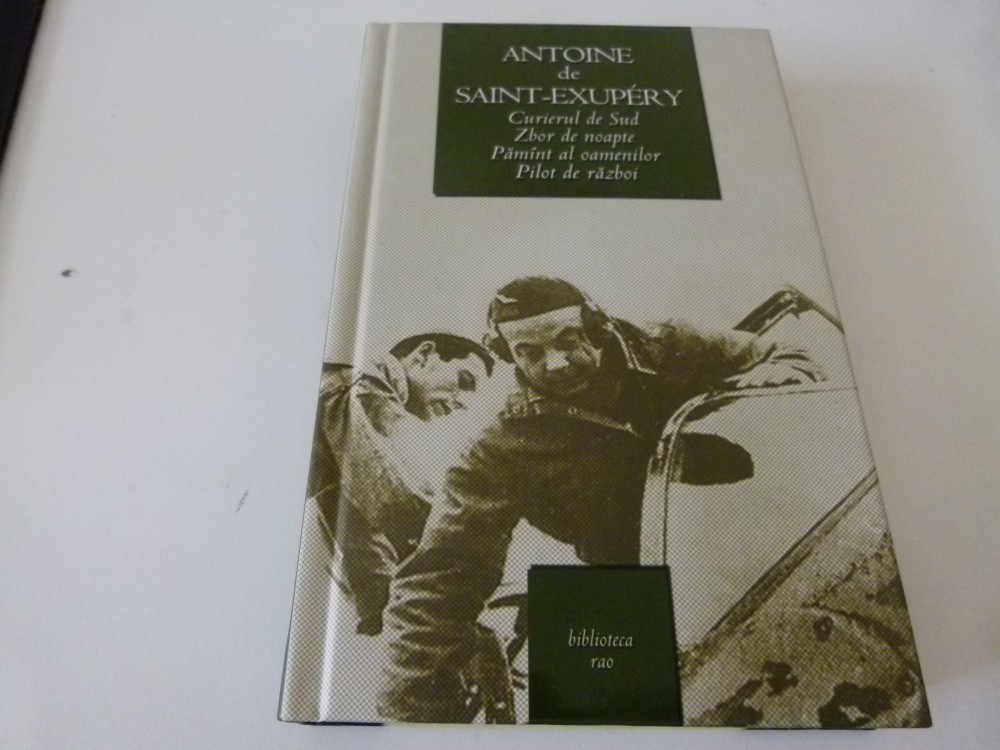 ANTOINE
de
SAINT-EXUPÉRY
Curierul de Sud
Zbor de noapte
Pămînt al oamenilor
Pilot de război
biblioteca
rao